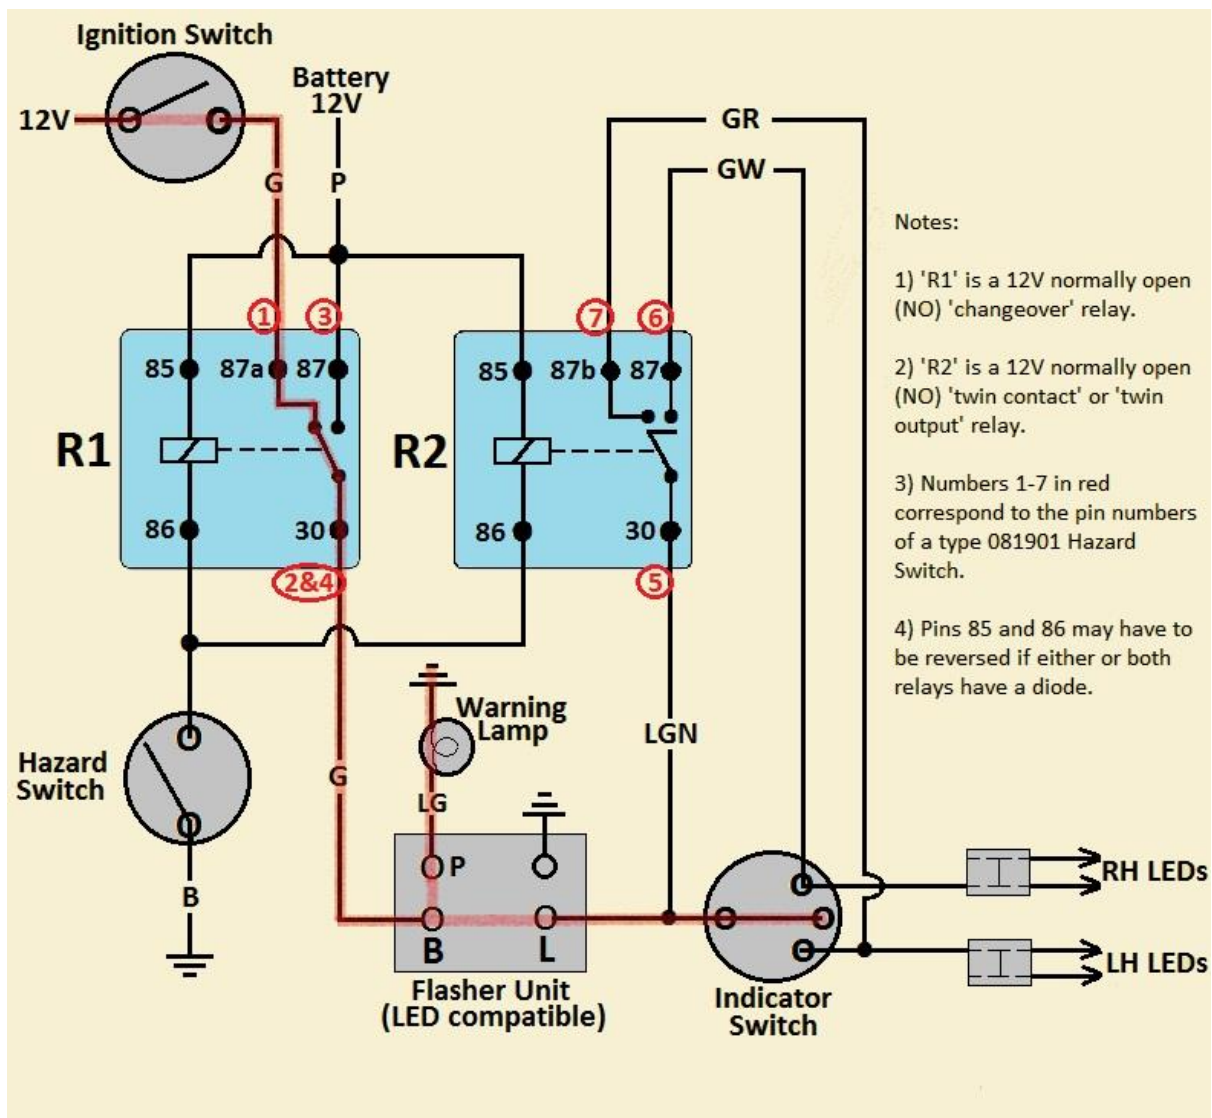 Ignition Switch
Battery
12V
12V
G
P
GR
GW
1
3
7
6
85
87a
87
85
87b
87
R1
R2
86
30
86
30
2&4
5
Notes:
1) 'R1' is a 12V normally open
(NO) 'changeover' relay.
2) 'R2' is a 12V normally open
(NO) 'twin contact' or 'twin
output' relay.
3) Numbers 1-7 in red
correspond to the pin numbers
of a type 081901 Hazard
Switch.
4) Pins 85 and 86 may have to
be reversed if either or both
relays have a diode.
Hazard
Switch
B
G
Warning
Lamp
LG
LGN
P
B
L
Flasher Unit
(LED compatible)
Indicator
Switch
RH LEDs
LH LEDs